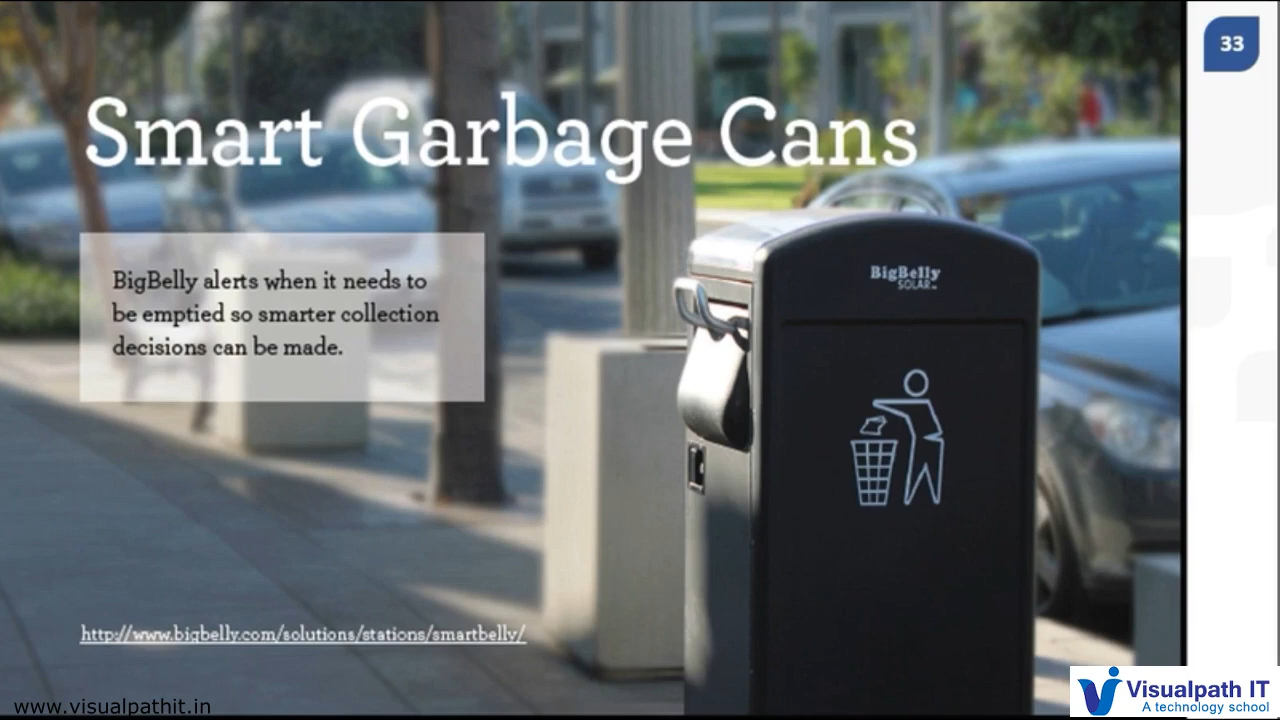 33
Smart Garbage Cans
BigBelly alerts when it needs to
be emptied so smarter collection
decisions can be made.
BigBelly
SOLAR
http://www.bigbelly.com/solutions/stations/smartbelly/
www.visualpathit.in
Visualpath IT
A technology school